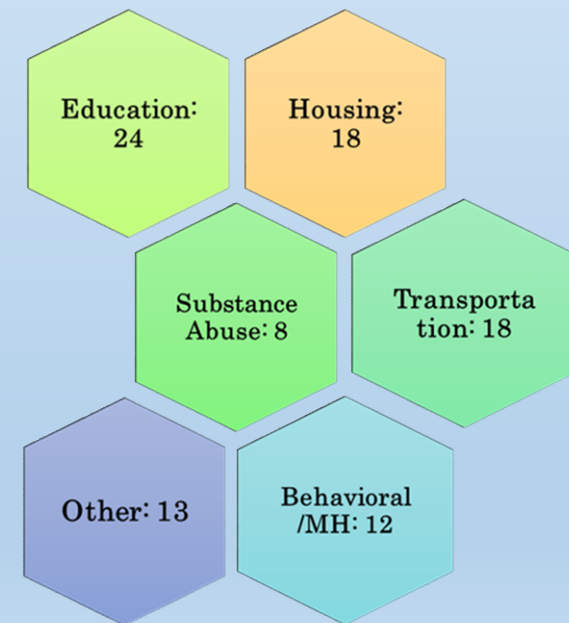 Education:
24
Housing:
18
Substance
Abuse: 8
Transporta
tion: 18
Other: 13
Behavioral
/MH: 12